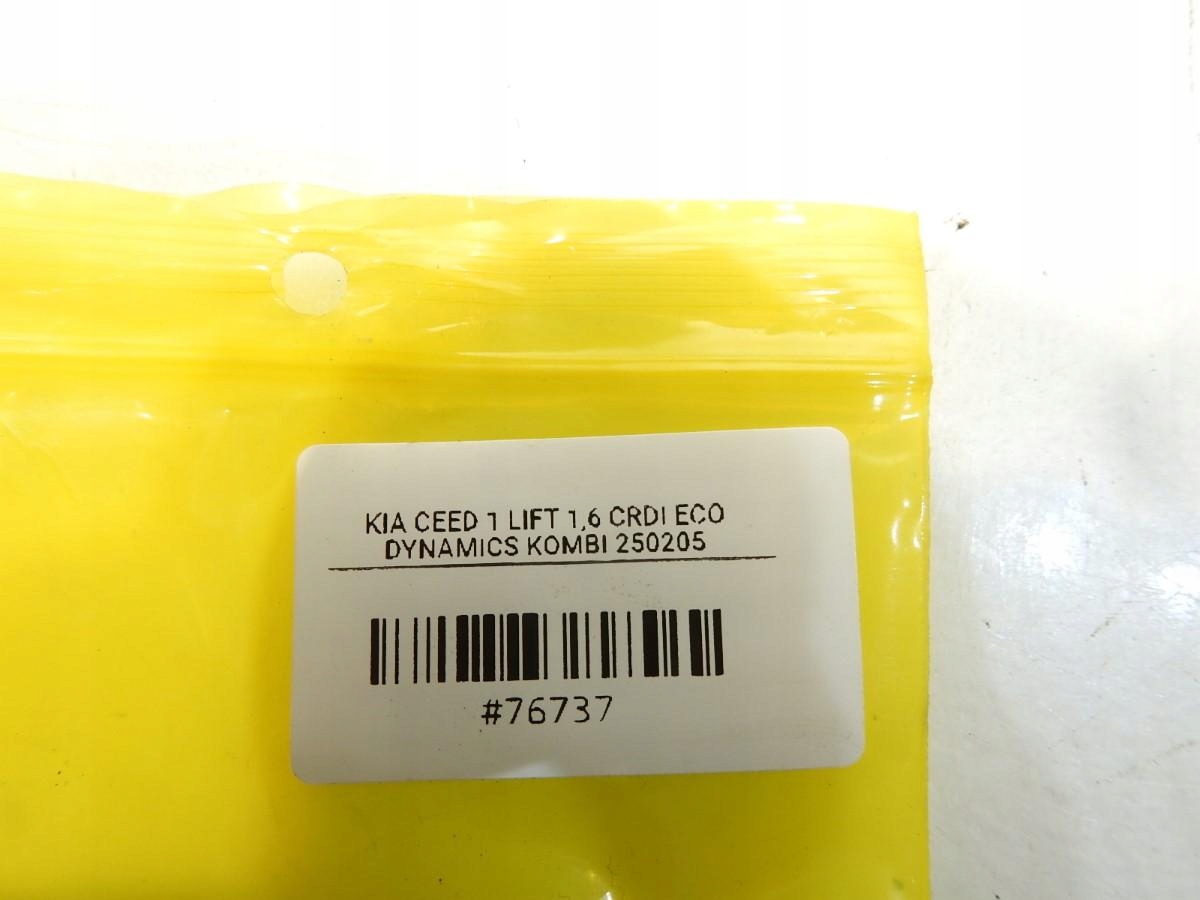 KIA CEED 1 LIFT 1,6 CRDI ECO
DYNAMICS KOMBI 250205
#76737